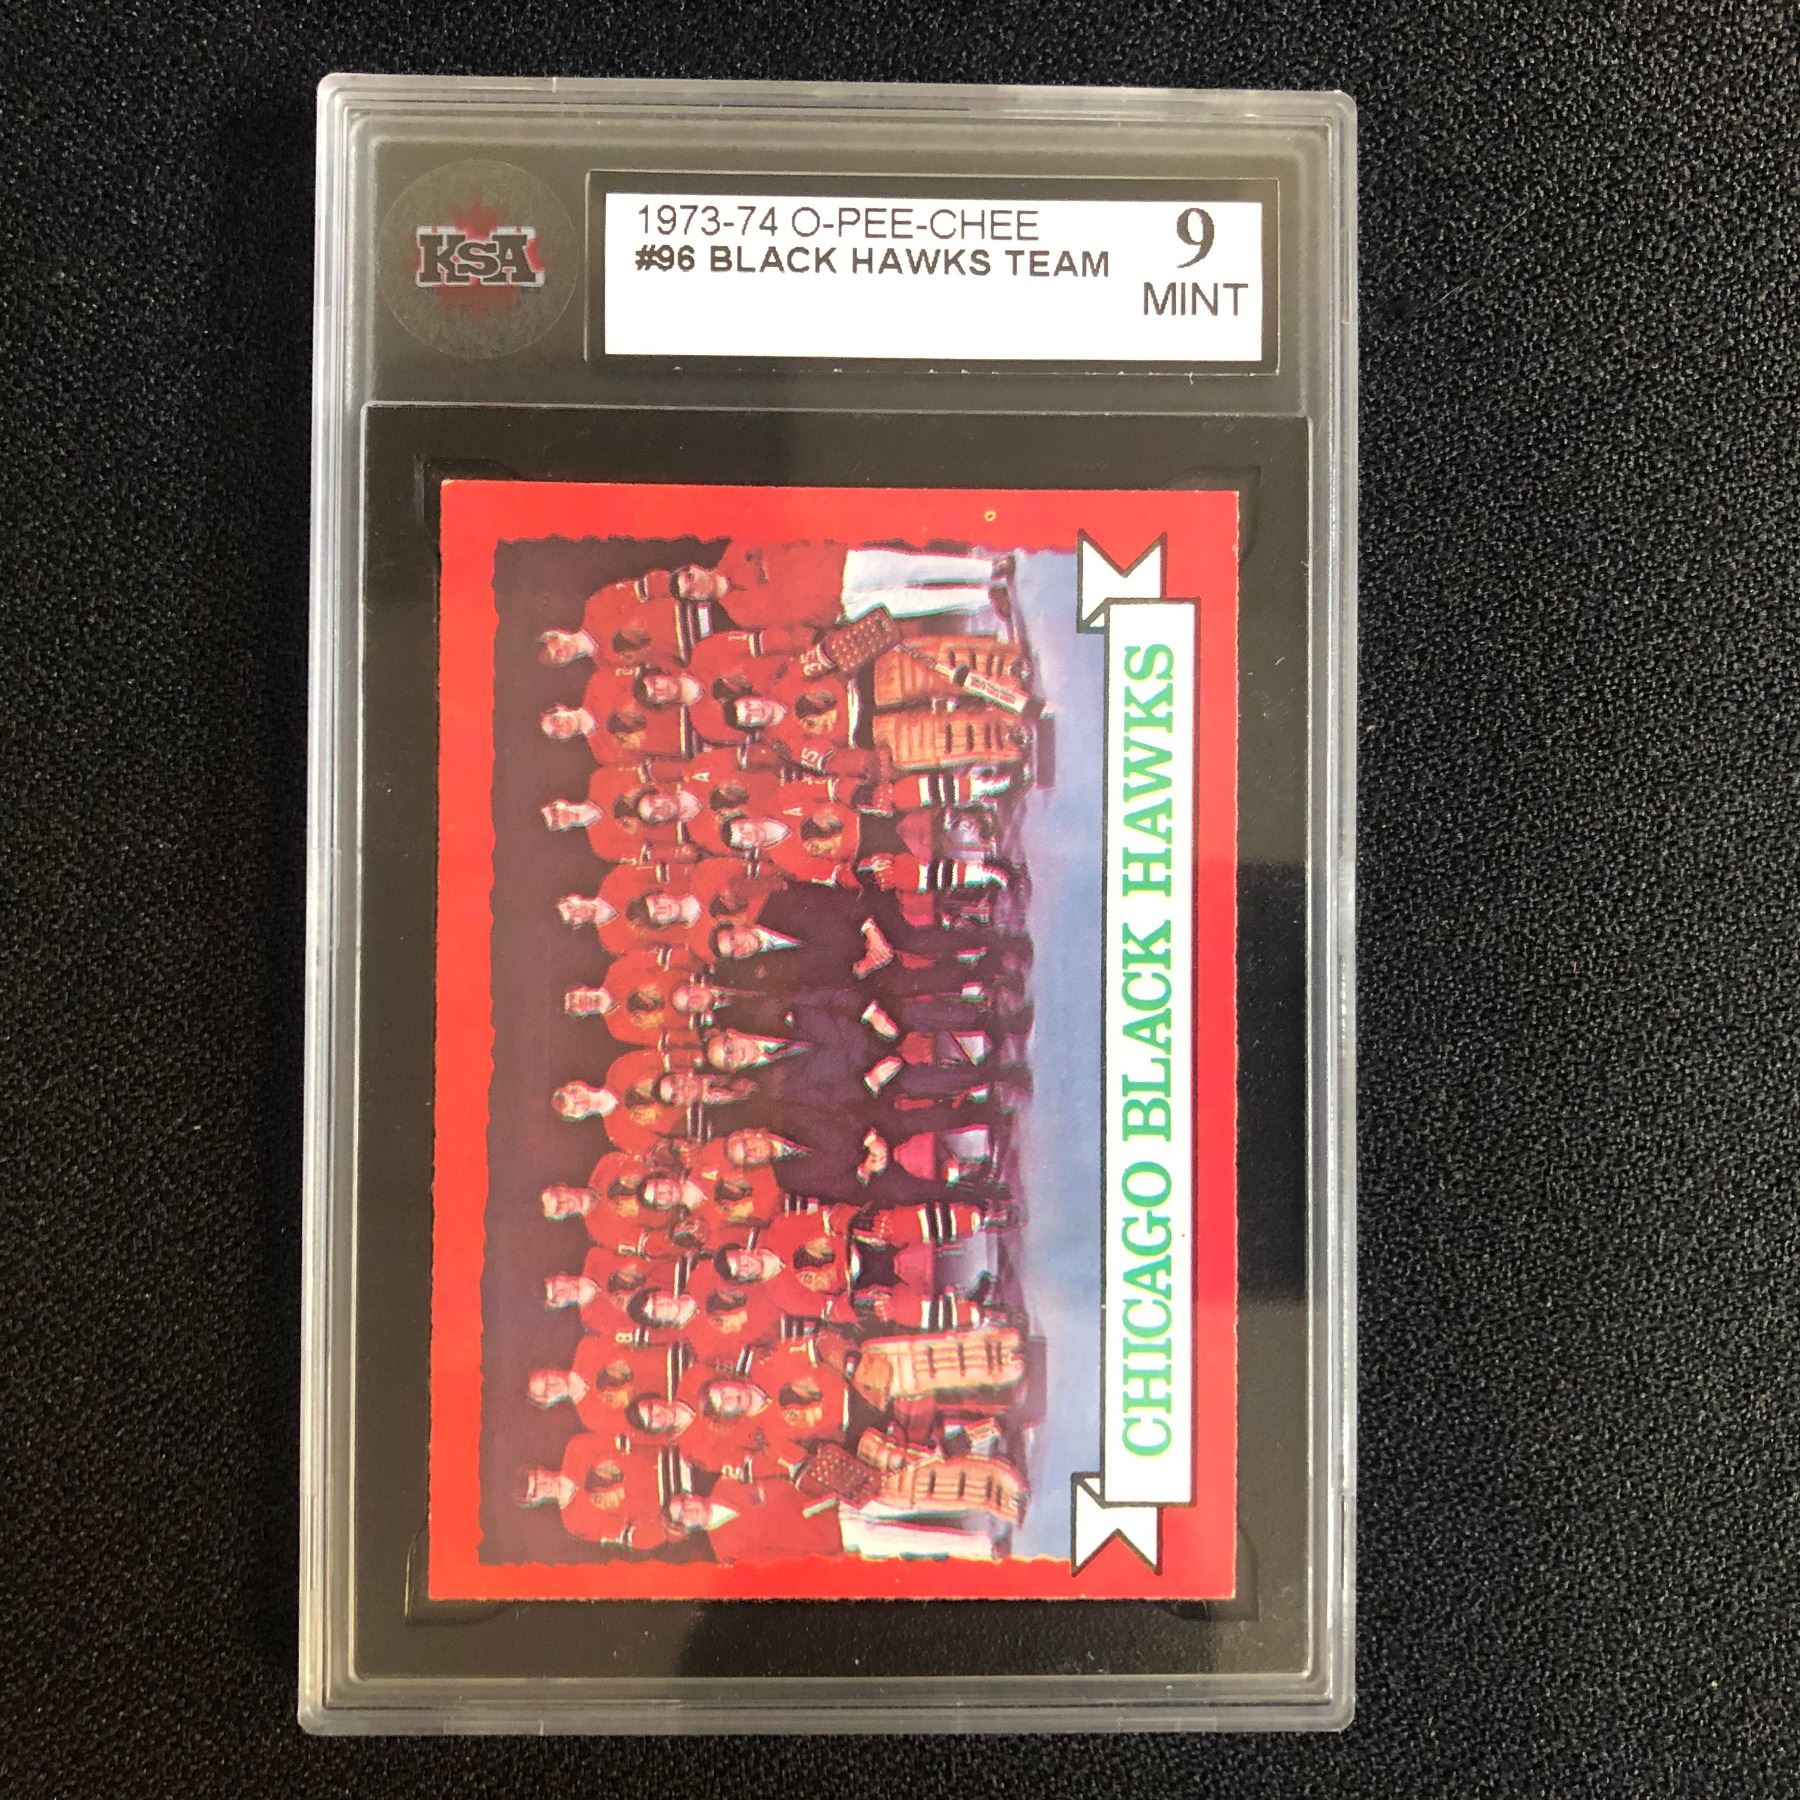 KSA
1973-74 O-PEE-CHEE
#96 BLACK HAWKS TEAM
9
MINT
CHICAGO BLACK HAWKS